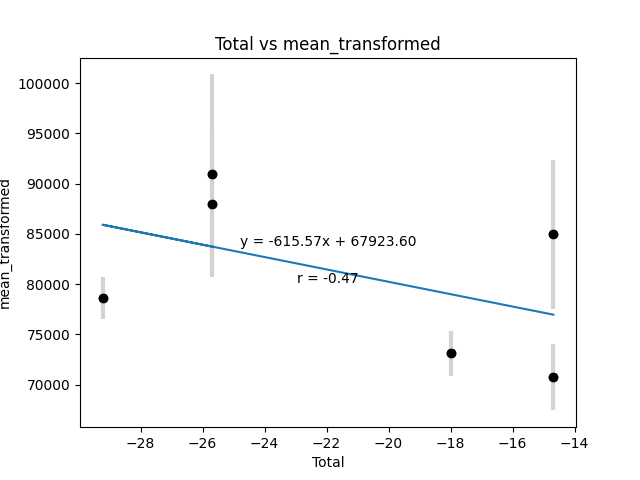 Total vs mean_transformed
mean_transformed
100000
95000
90000
85000
80000
75000
70000
y = -615.57x + 67923.60
r = -0.47
−28 −26 −24 −22 −20 −18 −16 −14
Total